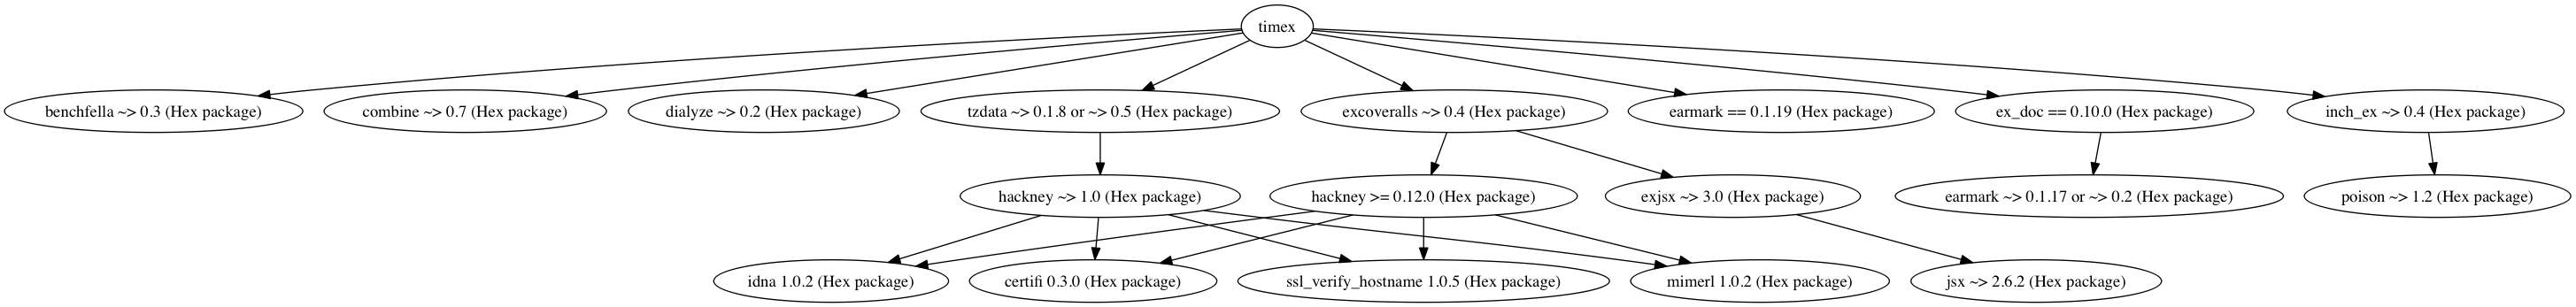 timex
benchfella ~> 0.3 (Hex package)
combine ~> 0.7 (Hex package)
dialyze ~> 0.2 (Hex package)
tzdata ~> 0.1.8 or ~> 0.5 (Hex package)
excoveralls ~> 0.4 (Hex package)
earmark == 0.1.19 (Hex package)
ex_doc == 0.10.0 (Hex package)
inch_ex ~> 0.4 (Hex package)
hackney ~> 1.0 (Hex package)
hackney >= 0.12.0 (Hex package)
exjsx ~> 3.0 (Hex package)
earmark ~> 0.1.17 or ~> 0.2 (Hex package)
poison ~> 1.2 (Hex package)
idna 1.0.2 (Hex package)
certifi 0.3.0 (Hex package)
ssl_verify_hostname 1.0.5 (Hex package)
mimerl 1.0.2 (Hex package)
jsx ~> 2.6.2 (Hex package)